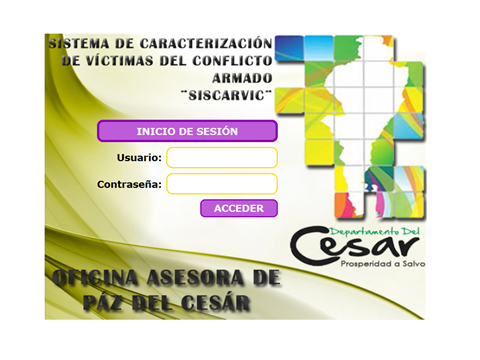 SISTEMA DE CARACTERIZACIÓN
DE VÍCTIMAS DEL CONFLICTO
ARMADO
¨SISCARVIC¨
INICIO DE SESIÓN
Usuario:
Contraseña:
ACCEDER
Departamento Del
Cesar
Prosperidad a Salvo
OFICINA ASESORA DE
PÁZ DEL CESÁR